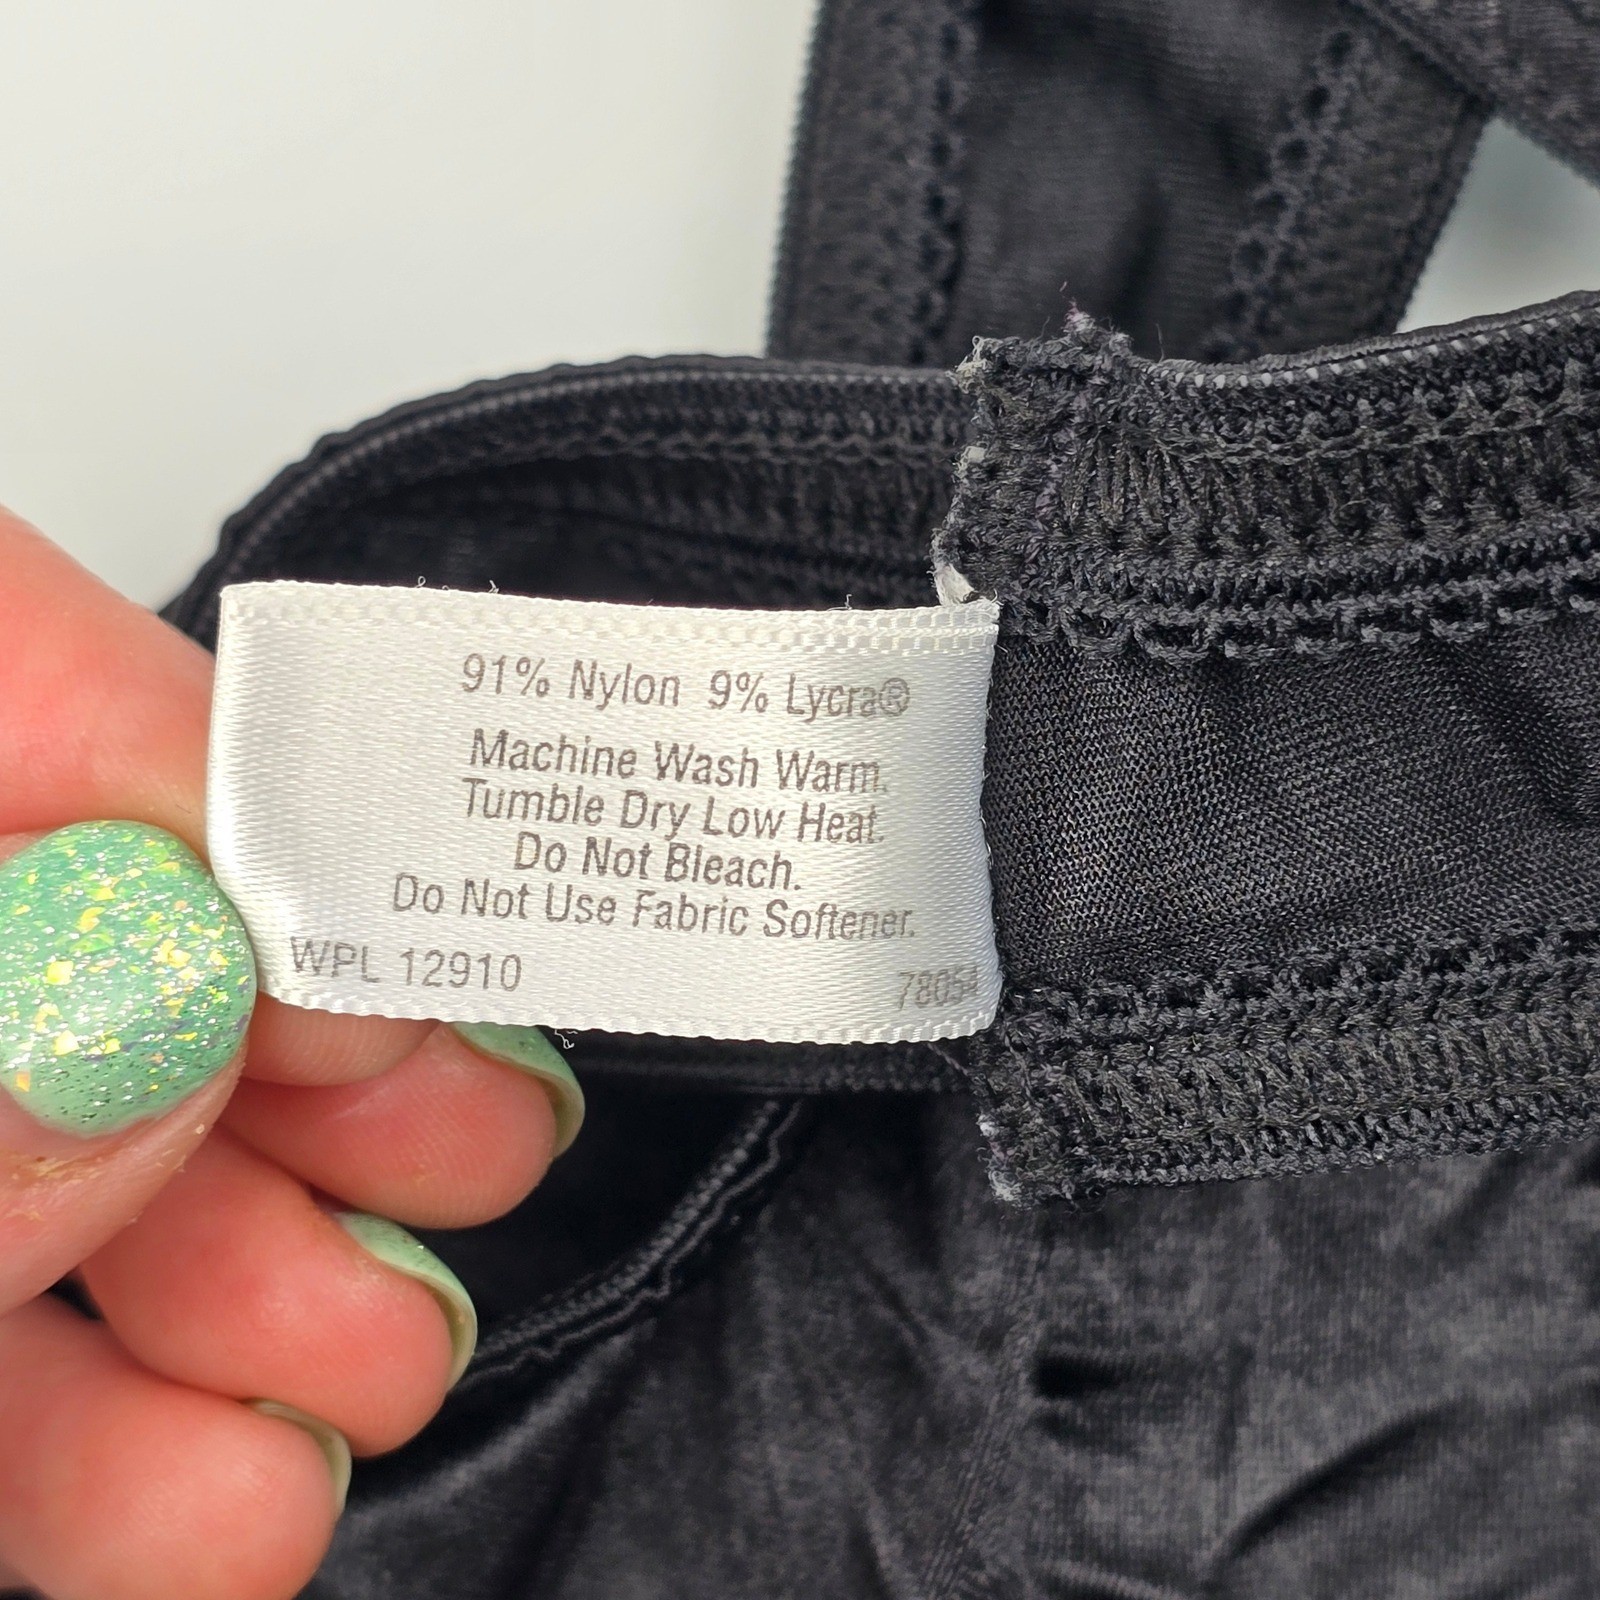 91% Nylon 9% Lycra®
Machine Wash Warm.
Tumble Dry Low Heat.
Do Not Bleach.
Do Not Use Fabric Softener.
WPL 12910 78054